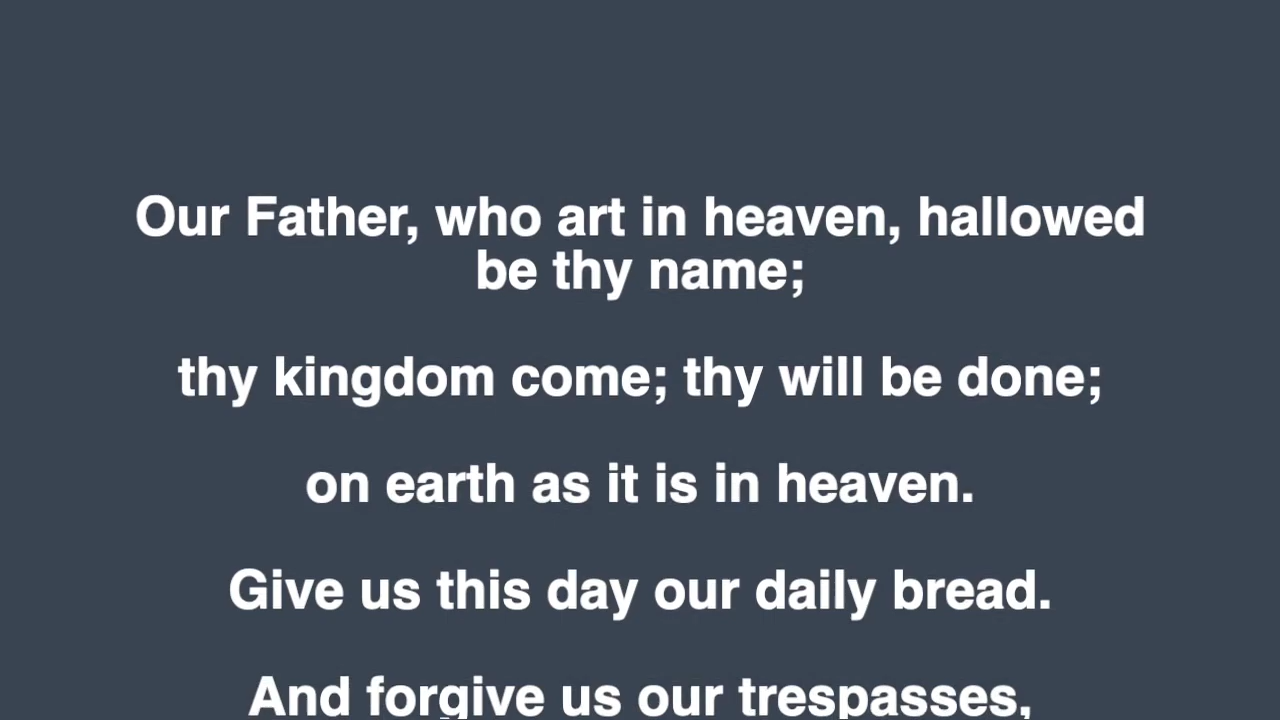 Our Father, who art in heaven, hallowed
be thy name;
thy kingdom come; thy will be done;
on earth as it is in heaven.
Give us this day our daily bread.
And forgive us our trespasses,